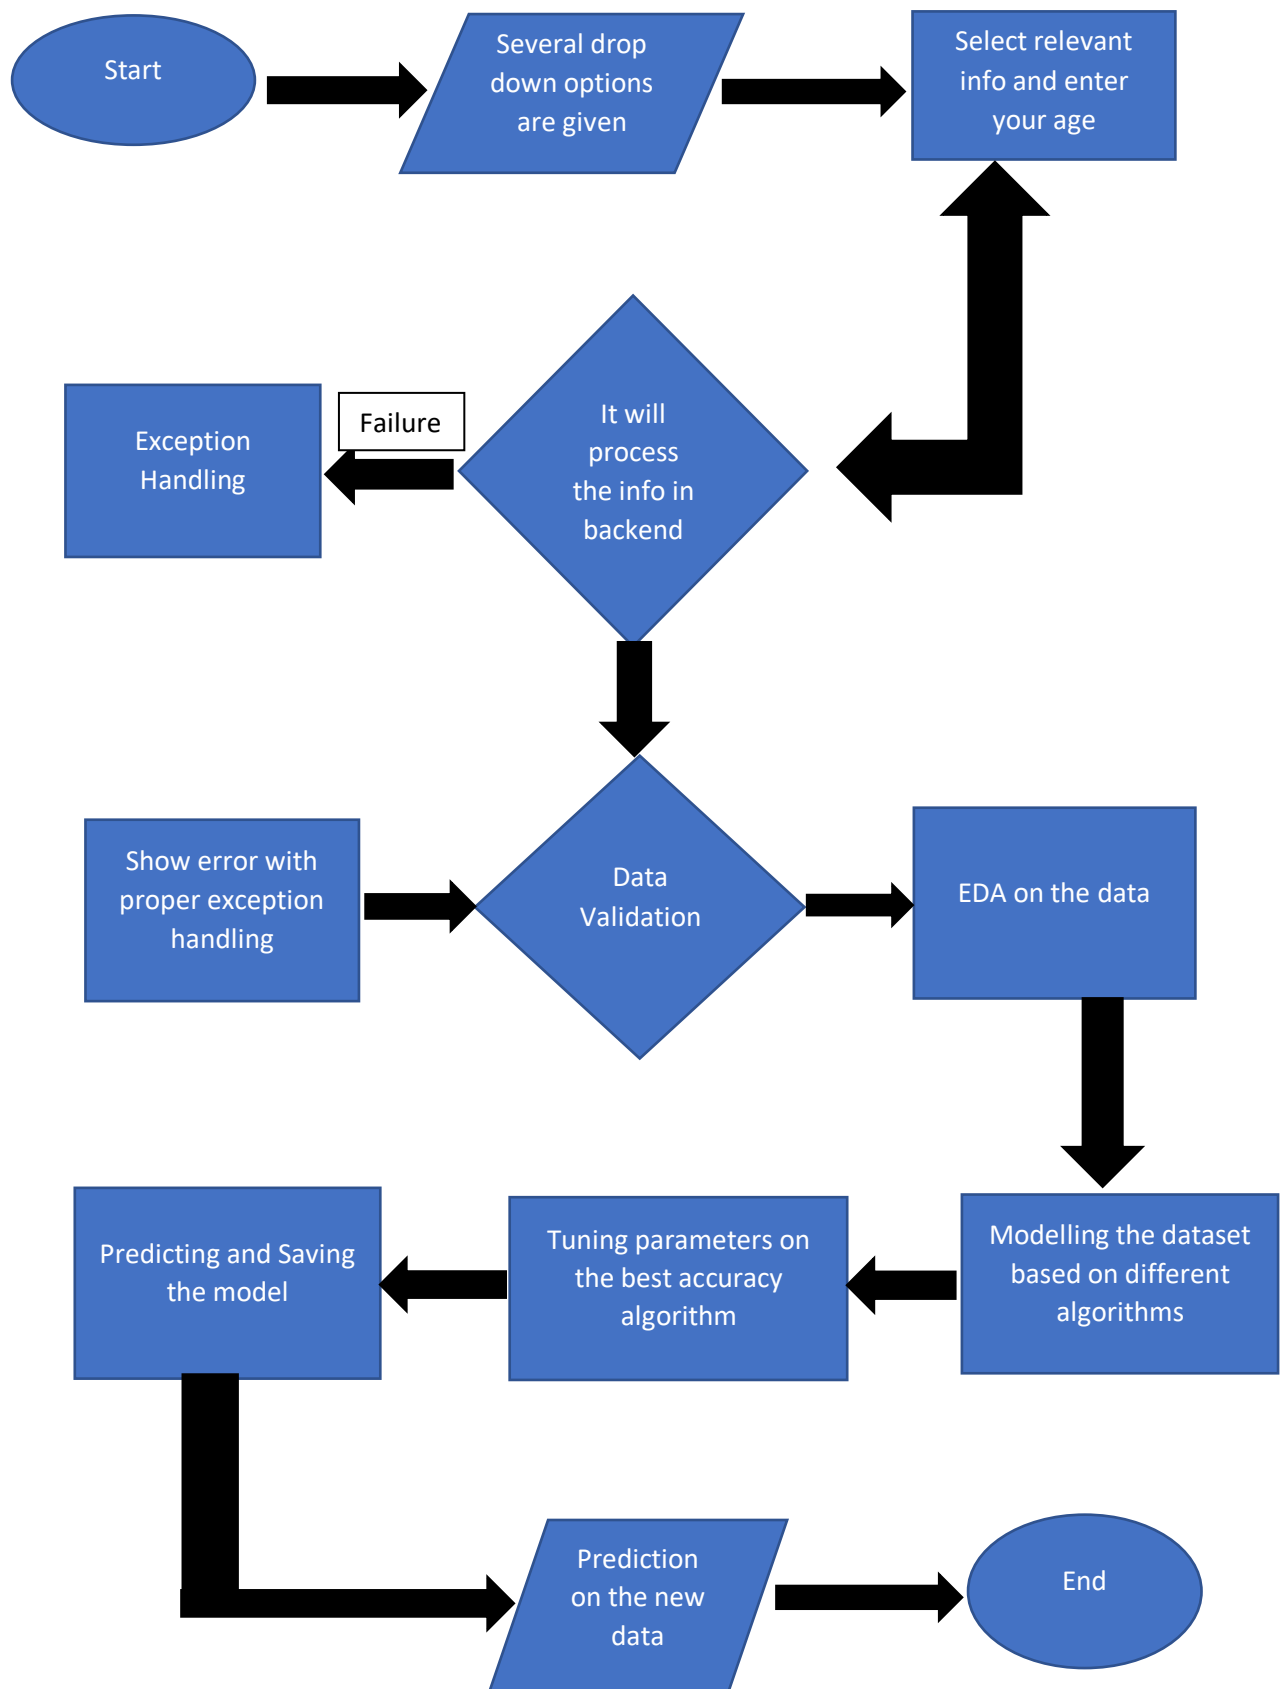 Start
Several drop
down options
are given
Select relevant
info and enter
your age
It will
process
the info in
backend
Failure
Exception
Handling
Show error with
proper exception
handling
Data
Validation
EDA on the data
Modelling the dataset
based on different
algorithms
Tuning parameters on
the best accuracy
algorithm
Predicting and Saving
the model
Prediction
on the new
data
End